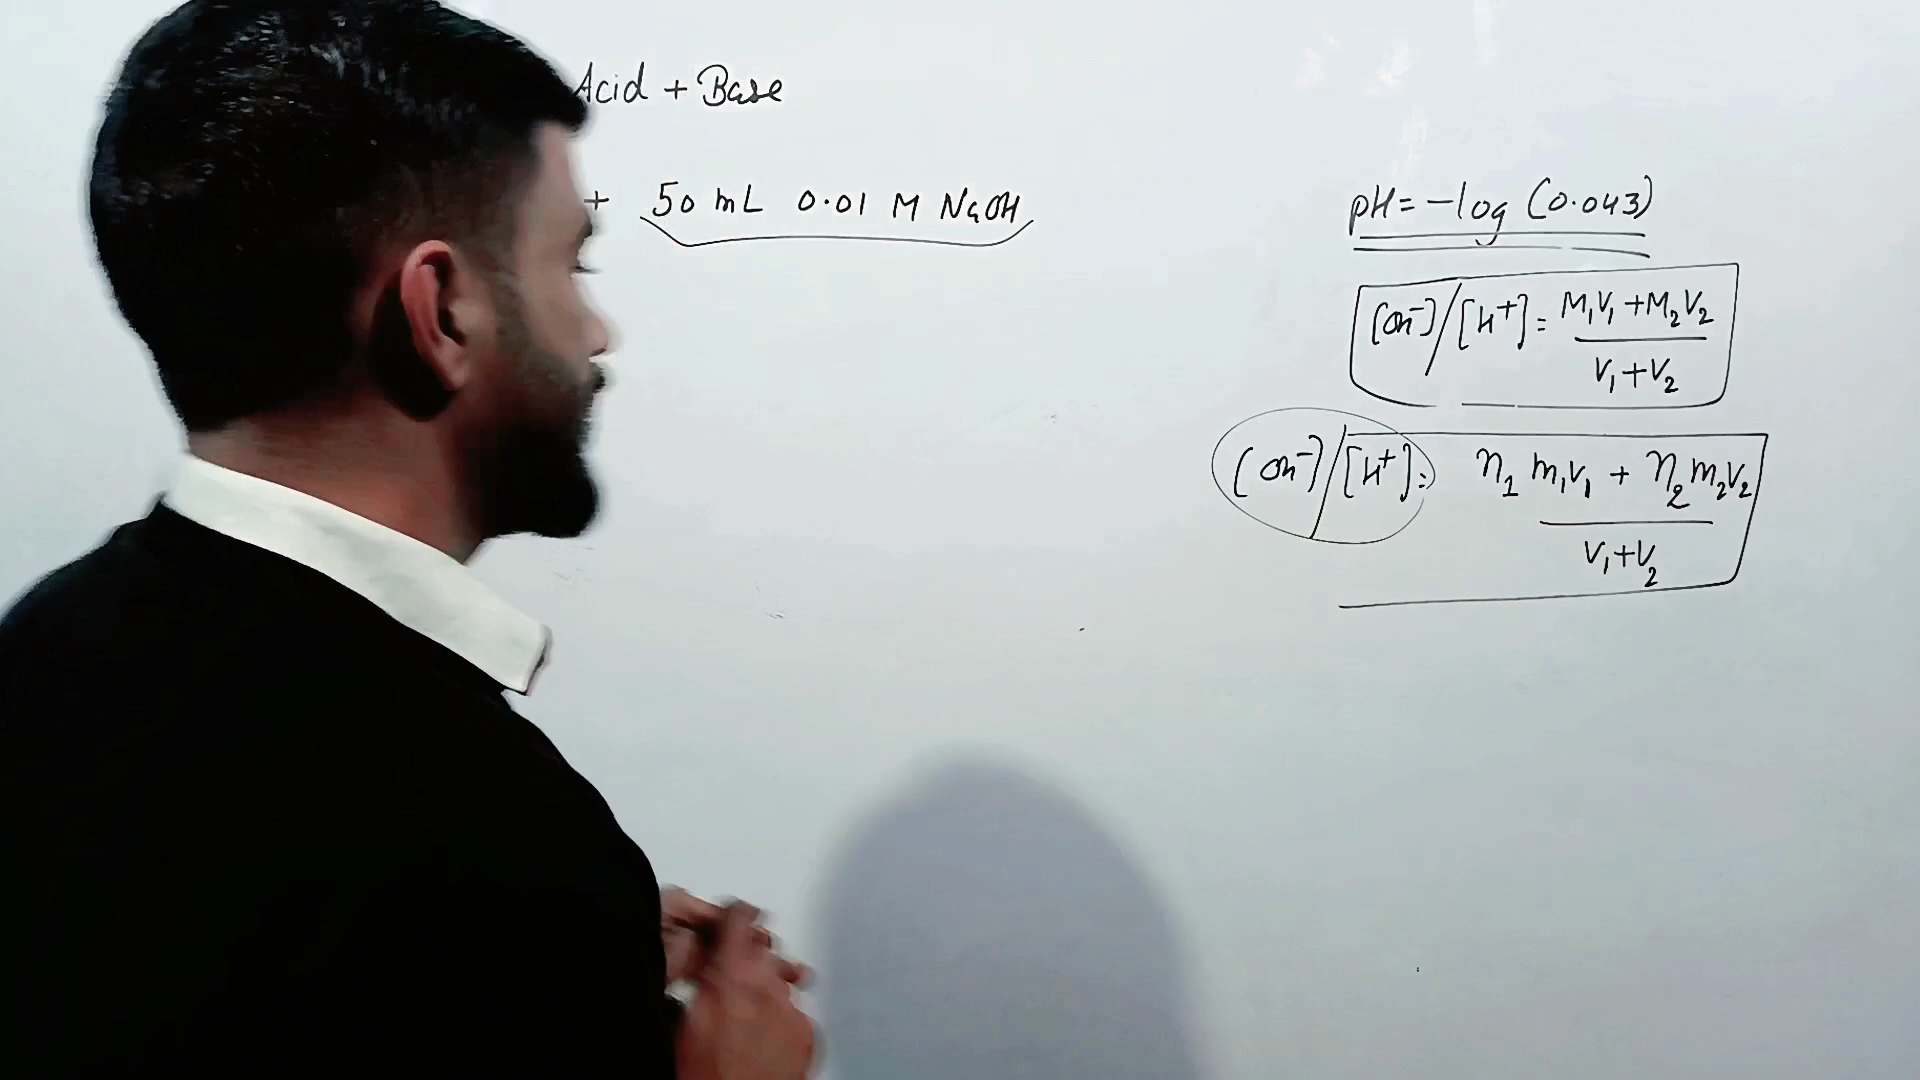 Acid + Base
+ 50 mL 0.01 M NaOH
pH = -log (0.043)
[OH⁻]/[H⁺] = M₁V₁ + M₂V₂
V₁ + V₂
[OH⁻]/[H⁺] = n₁ m₁v₁ + n₂ m₂v₂
V₁ + V₂